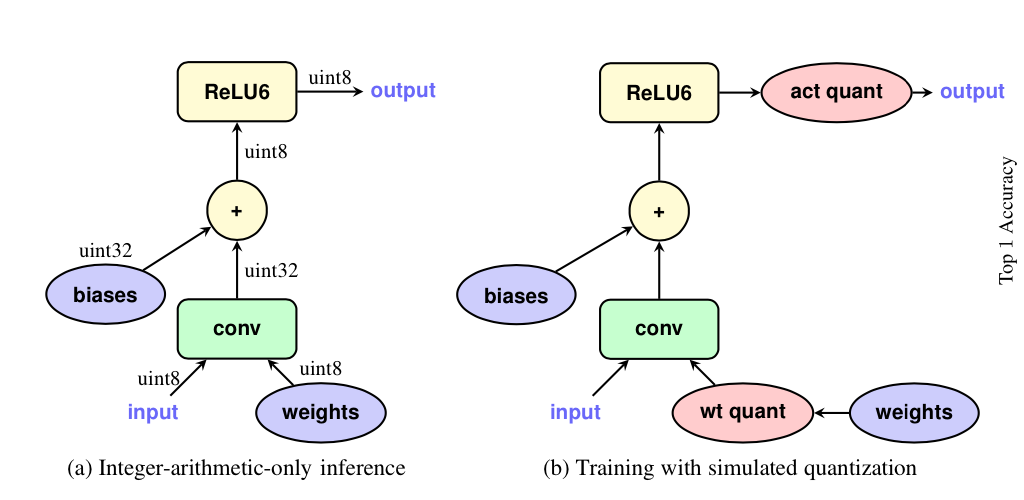 ReLU6
uint8
output
uint8
+
uint32
biases
uint32
conv
uint8
uint8
input
weights
(a) Integer-arithmetic-only inference
ReLU6
act quant
output
+
biases
conv
input
wt quant
weights
(b) Training with simulated quantization
Top 1 Accuracy